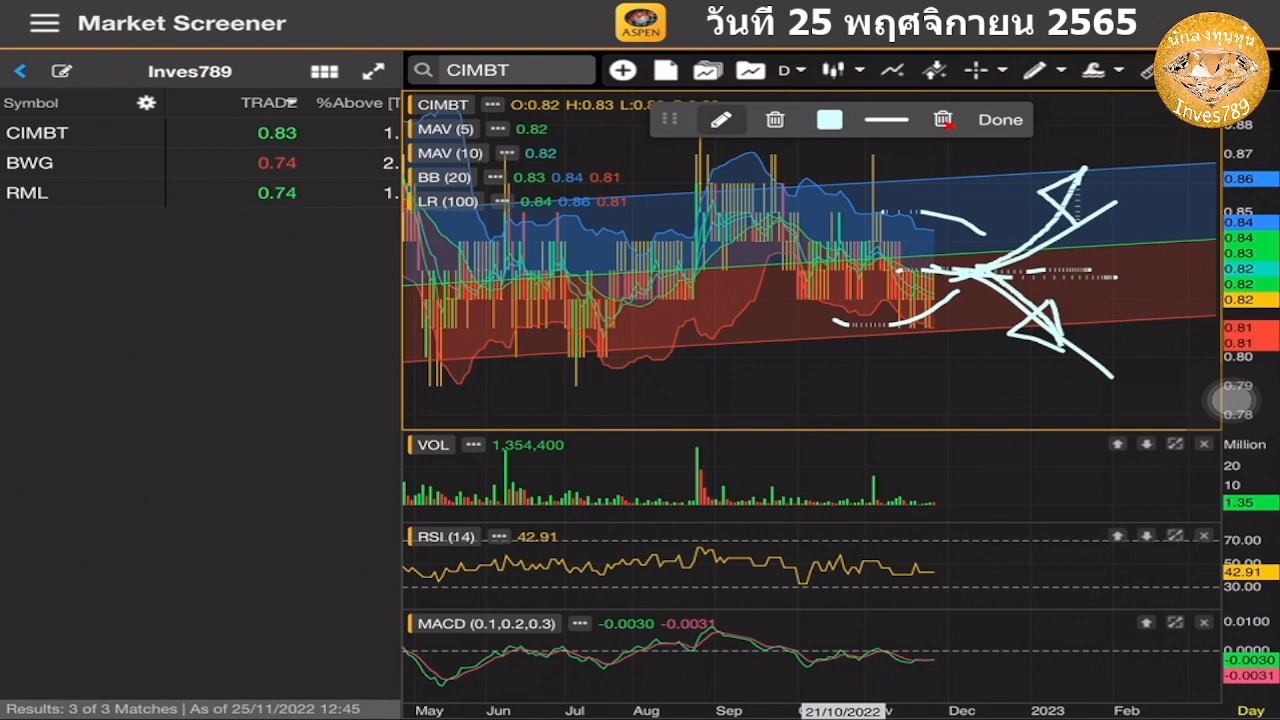 Market Screener
ASPEN
วันที่ 25 พฤศจิกายน 2565
นักลงทุนหุ้น
Inves789
Inves789
CIMBT
D
Symbol
TRADE
%Above [T
CIMBT
0.83
1.
BWG
0.74
2.
RML
0.74
1.
CIMBT
O:0.82 H:0.83
Done
MAV (5)
0.82
MAV (10)
0.82
BB (20)
0.83 0.84 0.81
LR (100)
0.84 0.86 0.81
0.88
0.87
0.86
0.85
0.84
0.84
0.83
0.82
0.82
0.82
0.81
0.81
0.80
0.79
0.78
VOL
1,354,400
Million
20
10
1.35
RSI (14)
42.91
70.00
50.00
42.91
30.00
MACD (0.1,0.2,0.3)
-0.0030 -0.0031
0.0100
0.0000
-0.0030
-0.0031
Results: 3 of 3 Matches | As of 25/11/2022 12:45
May Jun Jul Aug Sep 21/10/2022 Dec 2023 Feb Day